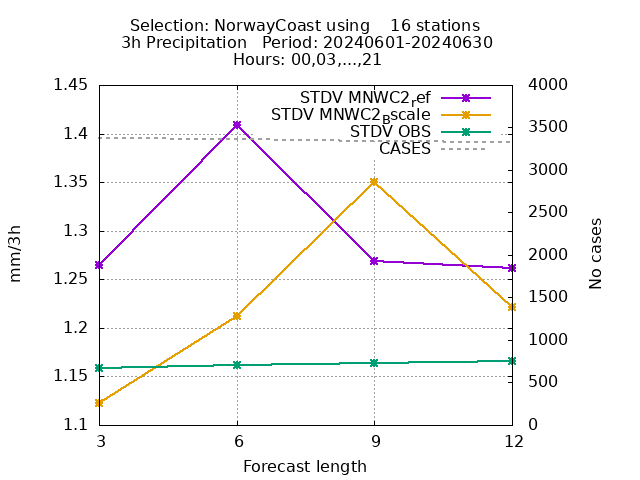 Selection: NorwayCoast using    16 stations
3h Precipitation   Period: 20240601-20240630
Hours: 00,03,...,21
1.45
1.4
1.35
1.3
1.25
1.2
1.15
1.1
mm/3h
STDV MNWC2_ref
STDV MNWC2_Bscale
STDV OBS
CASES
4000
3500
3000
2500
2000
1500
1000
500
0
No cases
3 6 9 12
Forecast length